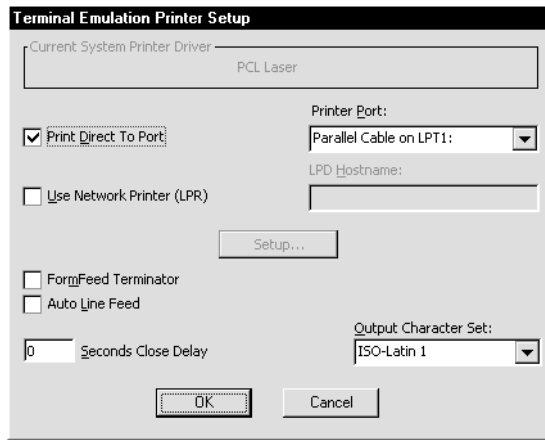 Terminal Emulation Printer Setup
Current System Printer Driver
PCL Laser
Printer Port:
Print Direct To Port
Parallel Cable on LPT1:
LPD Hostname:
Use Network Printer (LPR)
Setup...
FormFeed Terminator
Auto Line Feed
Output Character Set:
0 Seconds Close Delay
ISO-Latin 1
OK Cancel